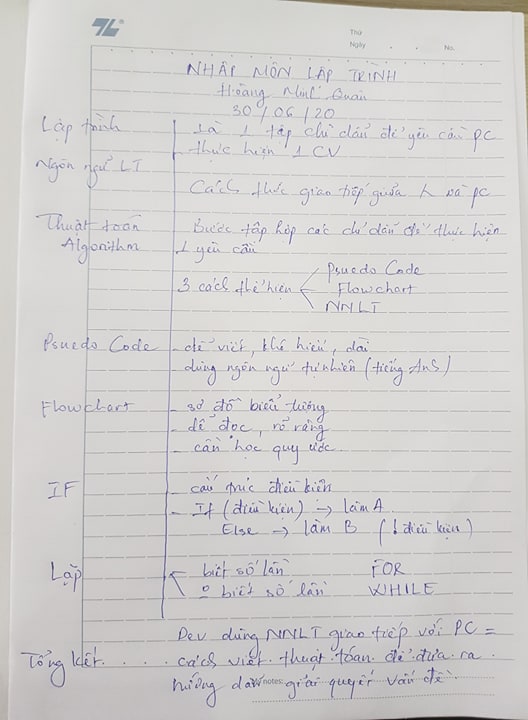 TL
Thứ
Ngày
No.
NHẬP MÔN LẬP TRÌNH
Hoàng Minh Quân
30/06/20
Lập trình là 1 tập chỉ dẫn để yêu cầu PC
thực hiện 1 CV
Ngôn ngữ LT
Cách thức giao tiếp giữa và PC
Thuật toán Bước tập hợp các chỉ dẫn để thực hiện
Algorithm 1 yêu cầu
3 cách thể hiện Psuedo Code
Flowchart
NNLT
Psuedo Code - dễ viết, khó hiểu, dài
- dùng ngôn ngữ tự nhiên (tiếng Anh)
Flowchart - sơ đồ biểu tượng
- dễ đọc, rõ ràng
- cần học quy ước
IF - cấu trúc điều kiện
- If (điều kiện) → làm A
Else → làm B (! điều kiện)
Lặp biết số lần FOR
o biết số lần WHILE
Dev dùng NNLT giao tiếp với PC =
Tổng kết cách viết thuật toán để đưa ra
hướng dẫn giải quyết vấn đề
notes: